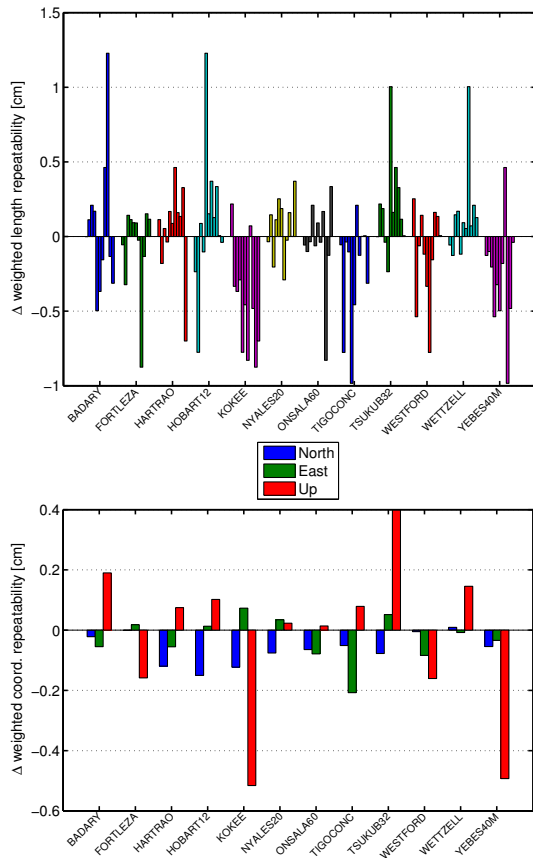 Δ weighted length repeatability [cm]
1.5
1
0.5
0
−0.5
−1
BADARY
FORTLEZA
HARTRAO
HOBART12
KOKEE
NYALES20
ONSALA60
TIGOCONC
TSUKUB32
WESTFORD
WETTZELL
YEBES40M
North
East
Up
Δ weighted coord. repeatability [cm]
0.4
0.2
0
−0.2
−0.4
−0.6
BADARY
FORTLEZA
HARTRAO
HOBART12
KOKEE
NYALES20
ONSALA60
TIGOCONC
TSUKUB32
WESTFORD
WETTZELL
YEBES40M